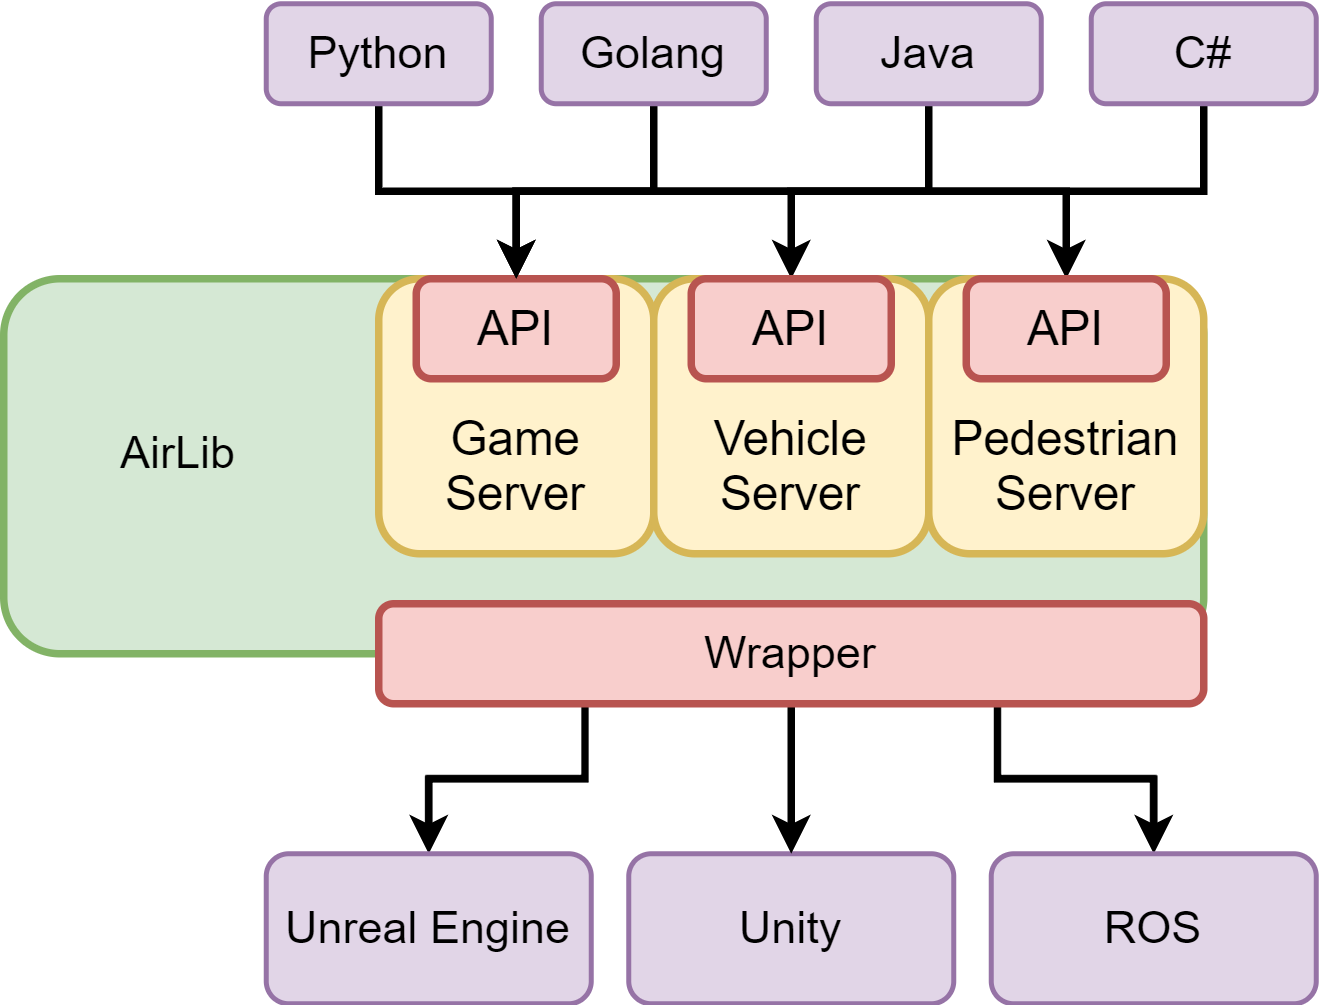 Python
Golang
Java
C#
API
API
API
AirLib
Game
Server
Vehicle
Server
Pedestrian
Server
Wrapper
Unreal Engine
Unity
ROS